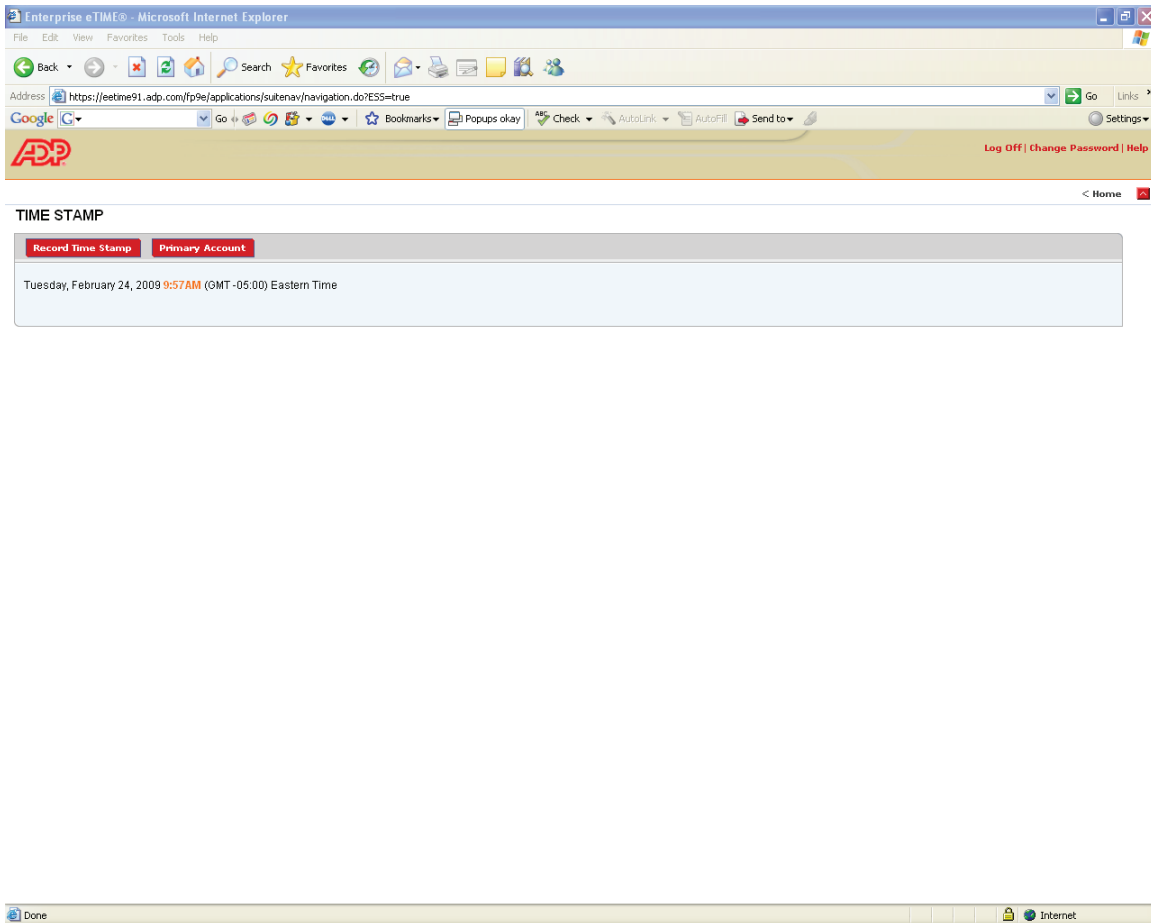 Enterprise eTIME® - Microsoft Internet Explorer
File Edit View Favorites Tools Help
Back Search Favorites
Address https://eetime91.adp.com/fp9e/applications/suitenav/navigation.do?ESS=true Go Links
Google G Go Bookmarks Popups okay ABC Check AutoLink AutoFill Send to Settings
ADP
Log Off | Change Password | Help
< Home
TIME STAMP
Record Time Stamp Primary Account
Tuesday, February 24, 2009 9:57AM (GMT -05:00) Eastern Time
Done Internet